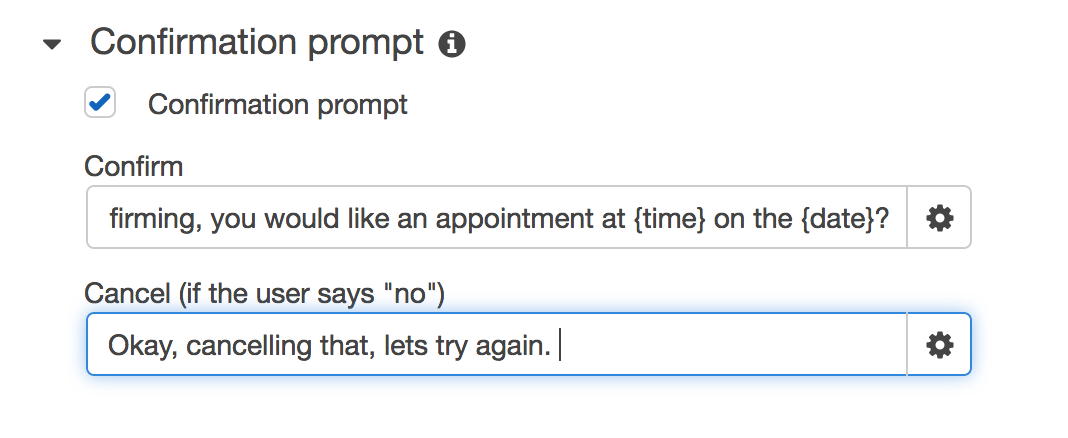 Confirmation prompt
Confirmation prompt
Confirm
firming, you would like an appointment at {time} on the {date}?
Cancel (if the user says "no")
Okay, cancelling that, lets try again.